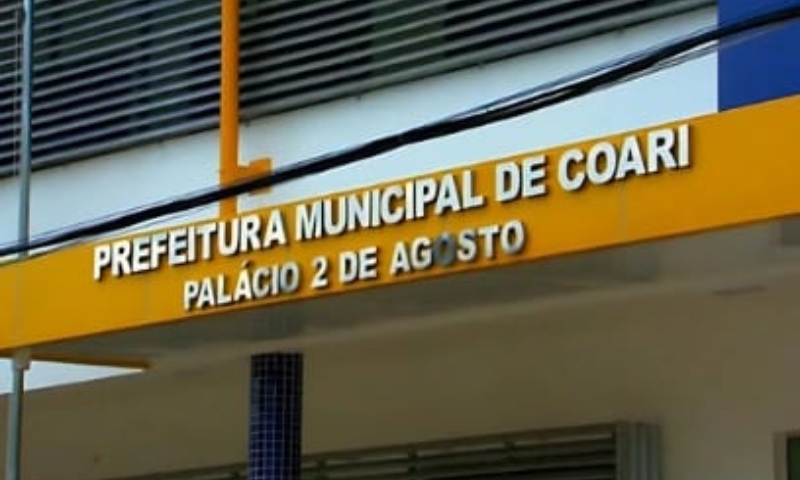 PREFEITURA MUNICIPAL DE COARI
PALÁCIO 2 DE AGOSTO